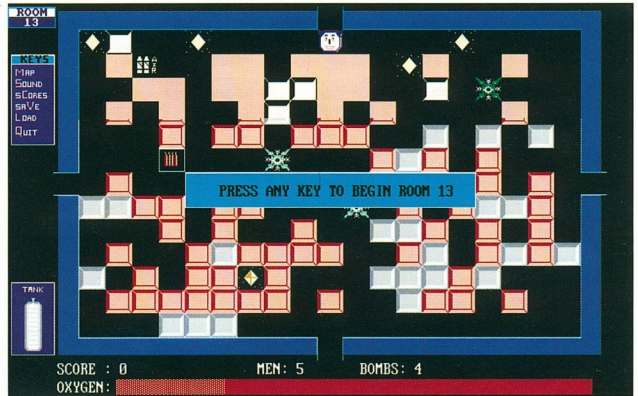 ROOM
13
KEYS
MAP
SOUND
sCORES
saVE
LOAD
QUIT
AIR
PRESS ANY KEY TO BEGIN ROOM 13
TANK
SCORE : 0 MEN: 5 BOMBS: 4
OXYGEN: